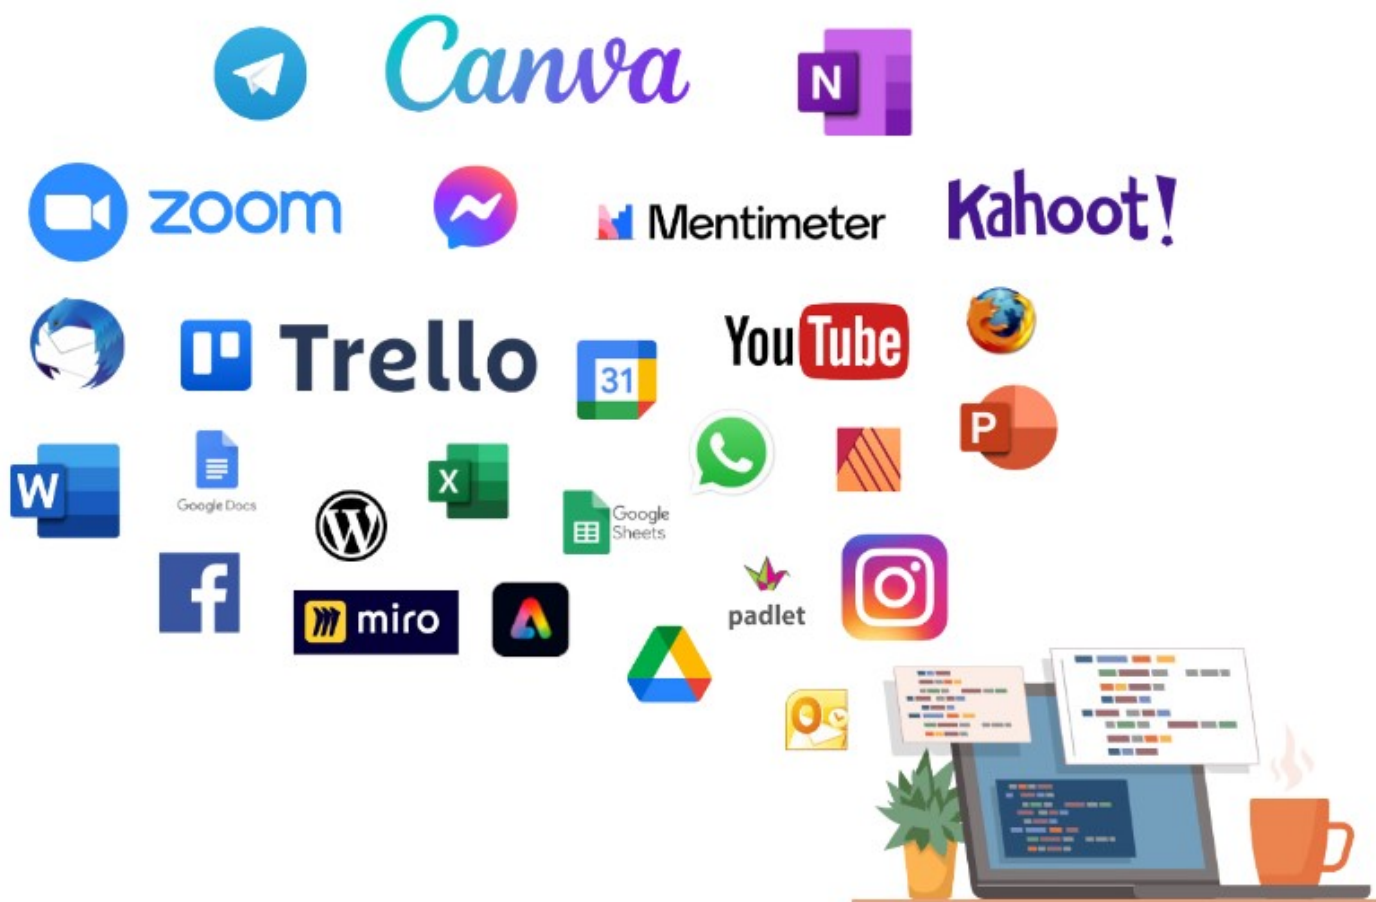 Canva
N
zoom
Mentimeter
Kahoot!
Trello
31
YouTube
P
W
Google Docs
X
Google
Sheets
W
f
miro
padlet
O